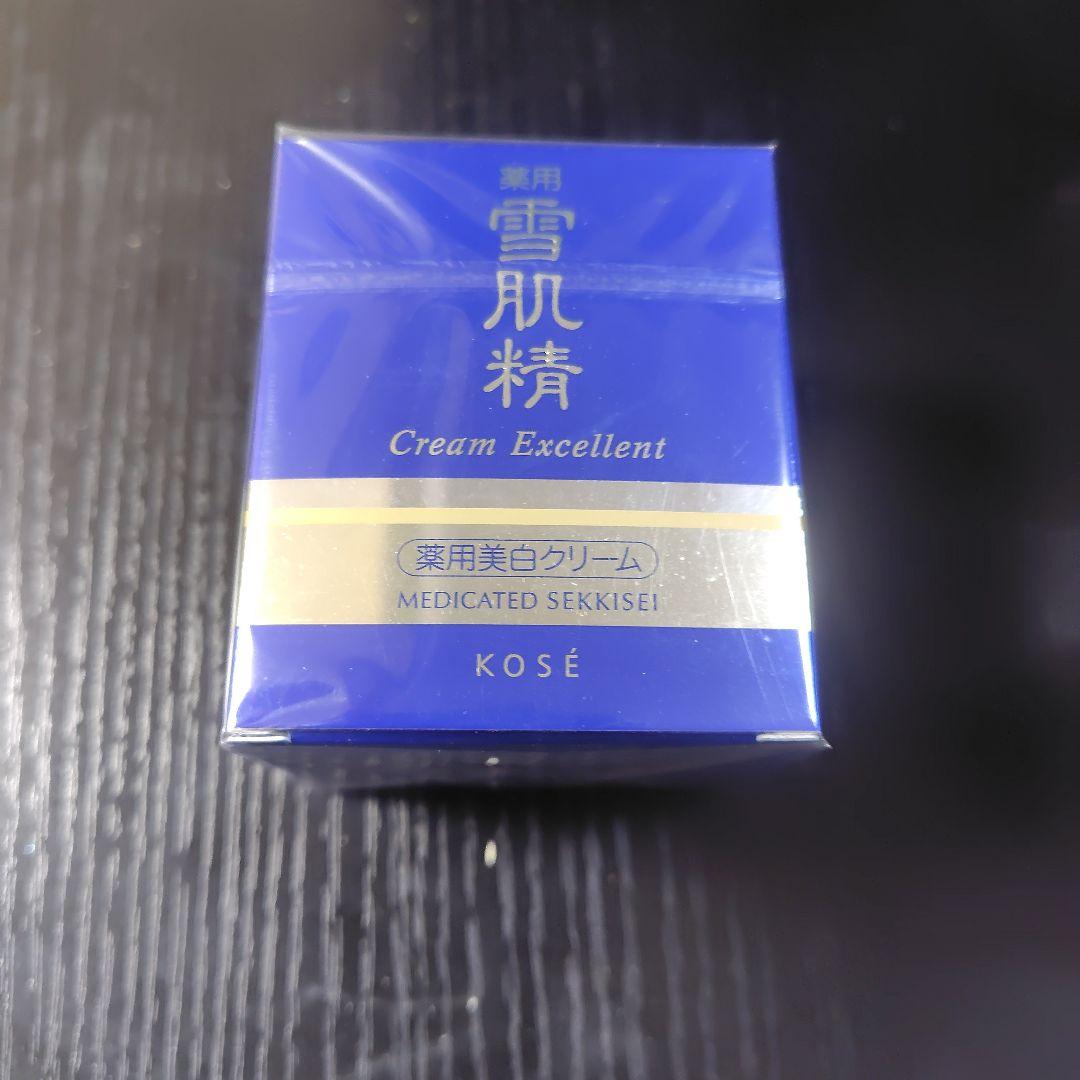 薬用
雪肌精
Cream Excellent
薬用美白クリーム
MEDICATED SEKKISEI
KOSÉ